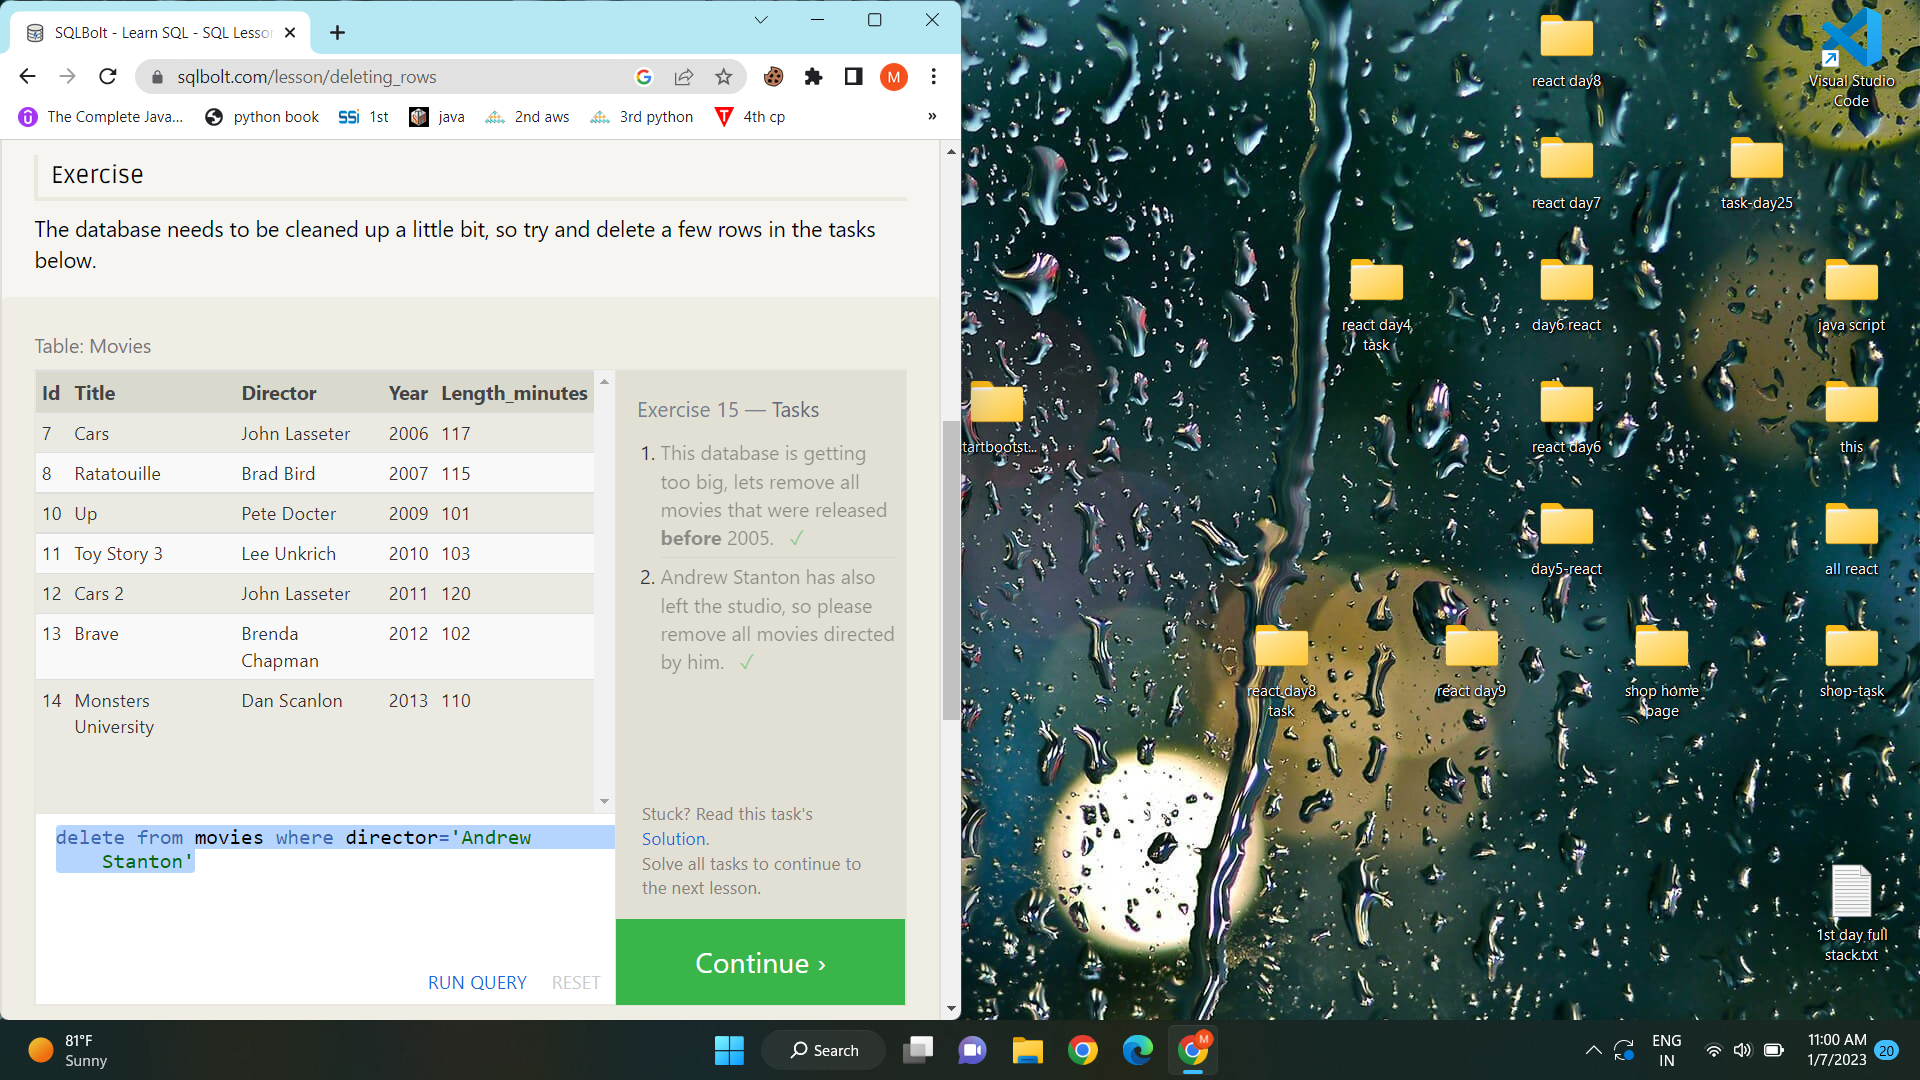 SQLBolt - Learn SQL - SQL Lesson
sqlbolt.com/lesson/deleting_rows
M
The Complete Java...
python book
SSi 1st
java
2nd aws
3rd python
4th cp
»
Exercise
The database needs to be cleaned up a little bit, so try and delete a few rows in the tasks
below.
Table: Movies
Id Title Director Year Length_minutes
7 Cars John Lasseter 2006 117
8 Ratatouille Brad Bird 2007 115
10 Up Pete Docter 2009 101
11 Toy Story 3 Lee Unkrich 2010 103
12 Cars 2 John Lasseter 2011 120
13 Brave Brenda 2012 102
Chapman
14 Monsters Dan Scanlon 2013 110
University
Exercise 15 — Tasks
1. This database is getting
too big, lets remove all
movies that were released
before 2005. ✓
2. Andrew Stanton has also
left the studio, so please
remove all movies directed
by him. ✓
Stuck? Read this task's
Solution.
Solve all tasks to continue to
the next lesson.
delete from movies where director='Andrew
Stanton'
RUN QUERY RESET
Continue ›
react day8
Visual Studio
Code
react day7
task-day25
react day4
task
day6 react
java script
tartbootst...
react day6
this
day5-react
all react
react day8
task
react day9
shop home
page
shop-task
1st day full
stack.txt
81°F
Sunny
Search
M
ENG
IN
11:00 AM
1/7/2023
20